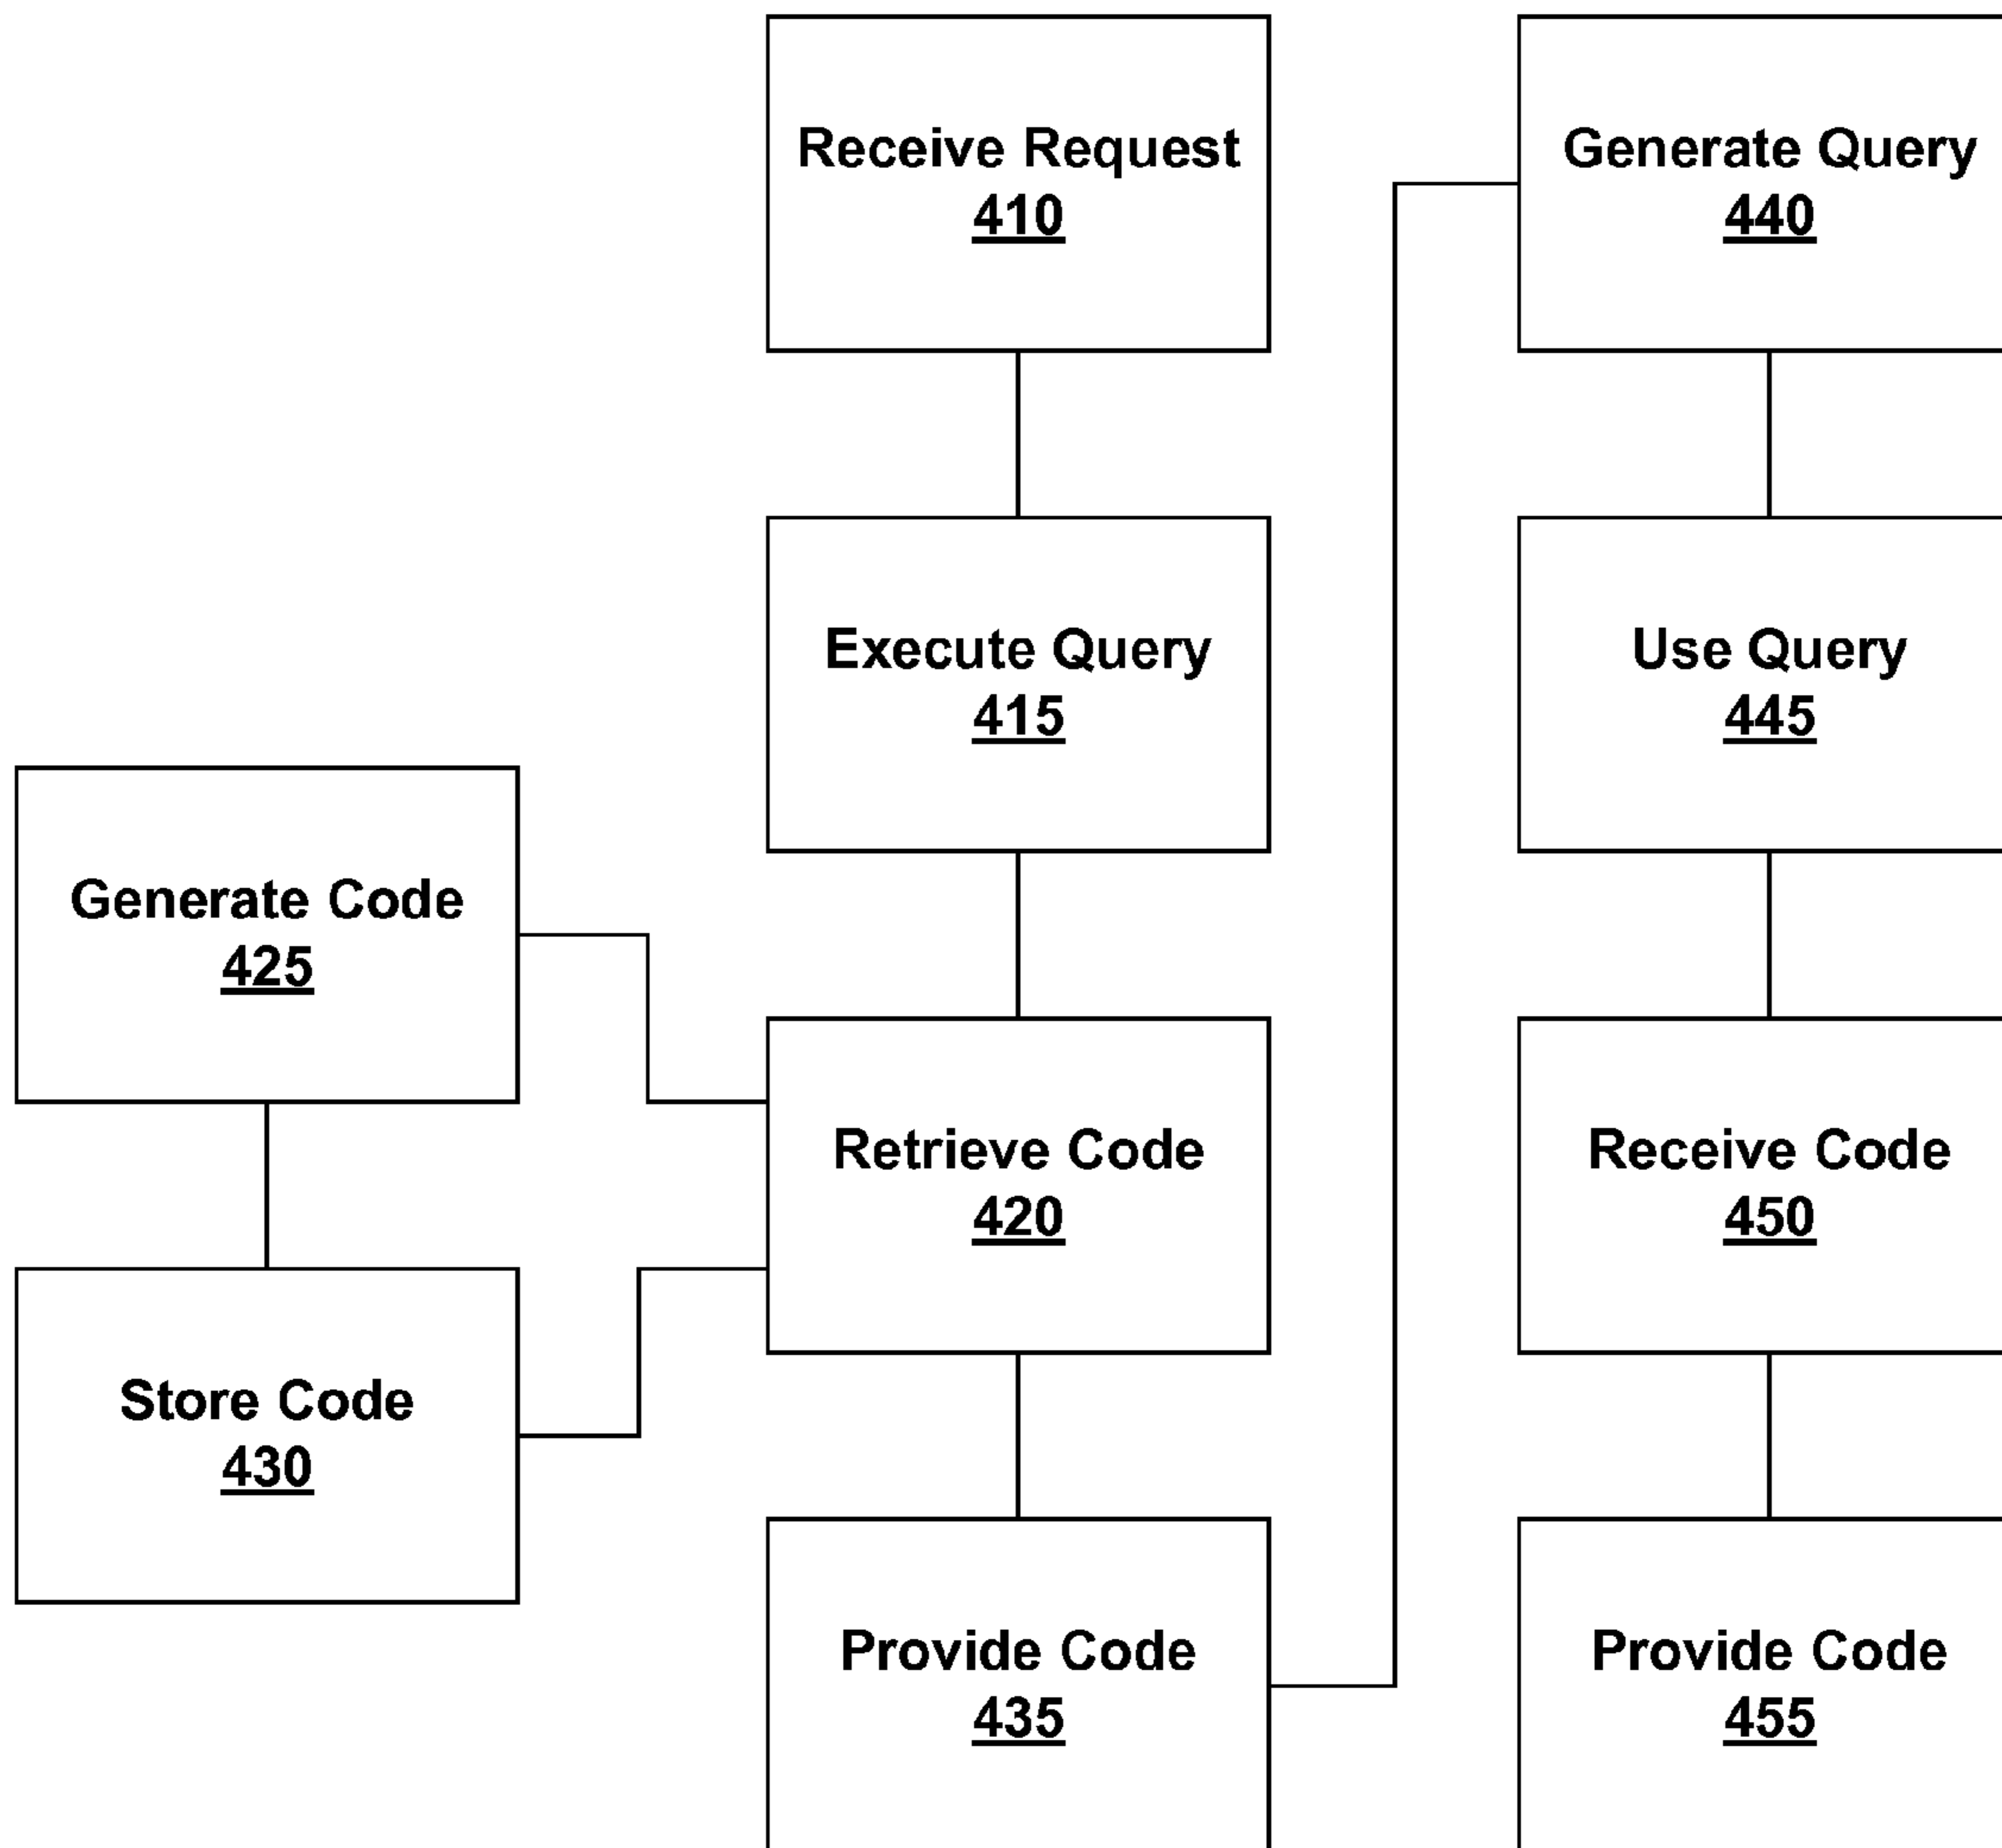 Receive Request
410
Execute Query
415
Generate Code
425
Retrieve Code
420
Store Code
430
Provide Code
435
Generate Query
440
Use Query
445
Receive Code
450
Provide Code
455